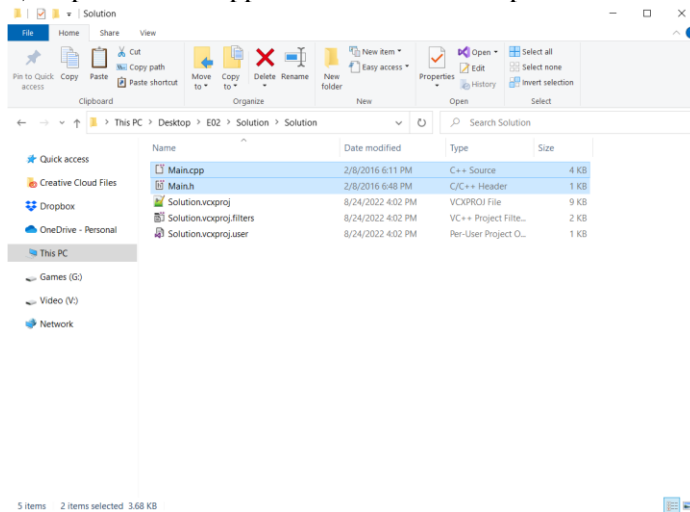 Solution
File Home Share View
Pin to Quick access
Copy
Paste
Cut
Copy path
Paste shortcut
Clipboard
Move to
Copy to
Delete
Rename
Organize
New folder
New item
Easy access
New
Properties
Open
Edit
History
Open
Select all
Select none
Invert selection
Select
This PC > Desktop > E02 > Solution > Solution
Search Solution
Name Date modified Type Size
Quick access
Creative Cloud Files
Dropbox
OneDrive - Personal
This PC
Games (G:)
Video (V:)
Network
Main.cpp 2/8/2016 6:11 PM C++ Source 4 KB
Main.h 2/8/2016 6:48 PM C/C++ Header 1 KB
Solution.vcxproj 8/24/2022 4:02 PM VCXPROJ File 9 KB
Solution.vcxproj.filters 8/24/2022 4:02 PM VC++ Project Filte... 2 KB
Solution.vcxproj.user 8/24/2022 4:02 PM Per-User Project O... 1 KB
5 items 2 items selected 3.68 KB